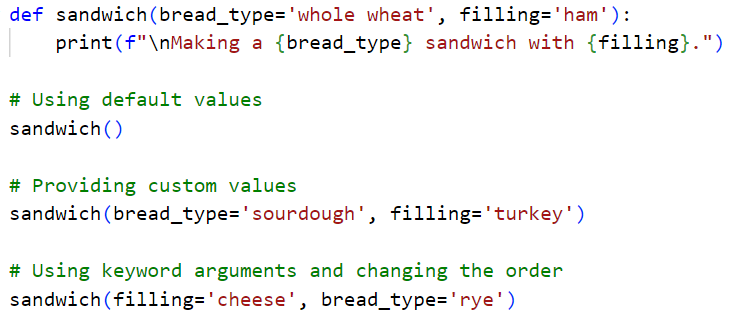 def sandwich(bread_type='whole wheat', filling='ham'):
    print(f"\nMaking a {bread_type} sandwich with {filling}.")

# Using default values
sandwich()

# Providing custom values
sandwich(bread_type='sourdough', filling='turkey')

# Using keyword arguments and changing the order
sandwich(filling='cheese', bread_type='rye')